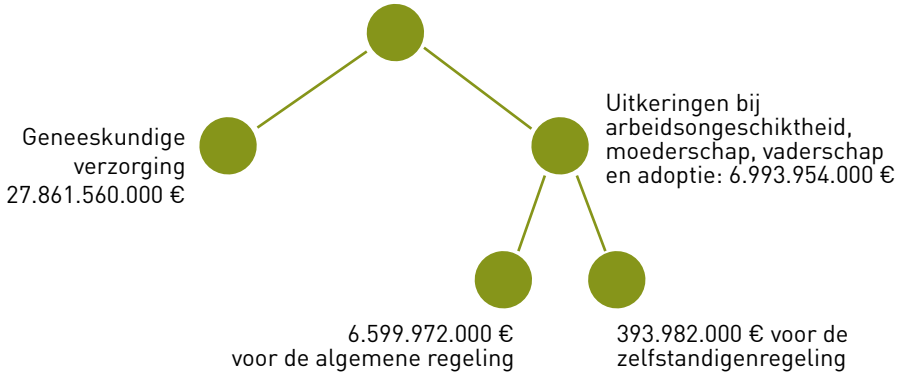 Geneeskundige
verzorging
27.861.560.000 €
Uitkeringen bij
arbeidsongeschiktheid,
moederschap, vaderschap
en adoptie: 6.993.954.000 €
6.599.972.000 €
voor de algemene regeling
393.982.000 € voor de
zelfstandigenregeling